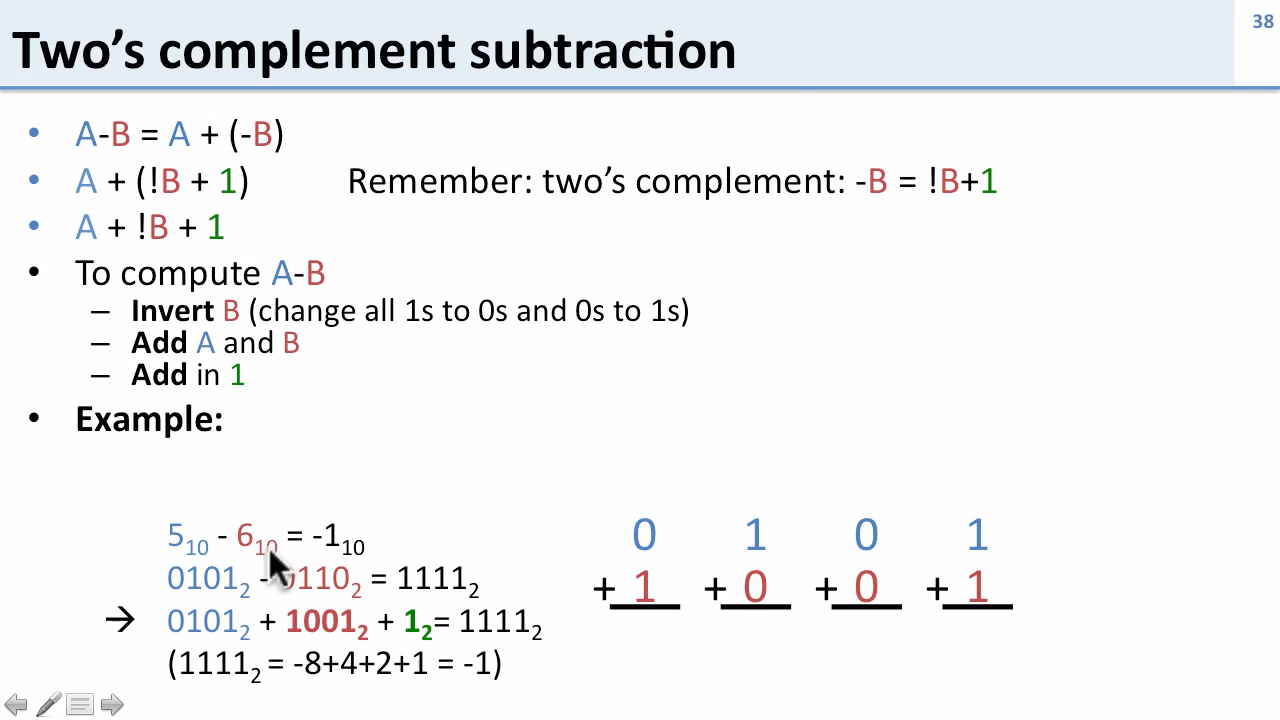 38
Two's complement subtraction
• A-B = A + (-B)
• A + (!B + 1) Remember: two's complement: -B = !B+1
• A + !B + 1
• To compute A-B
– Invert B (change all 1s to 0s and 0s to 1s)
– Add A and B
– Add in 1
• Example:
5₁₀ - 6₁₀ = -1₁₀
0101₂ - 0110₂ = 1111₂
→ 0101₂ + 1001₂ + 1₂= 1111₂
(1111₂ = -8+4+2+1 = -1)
0 1 0 1
+ 1 + 0 + 0 + 1